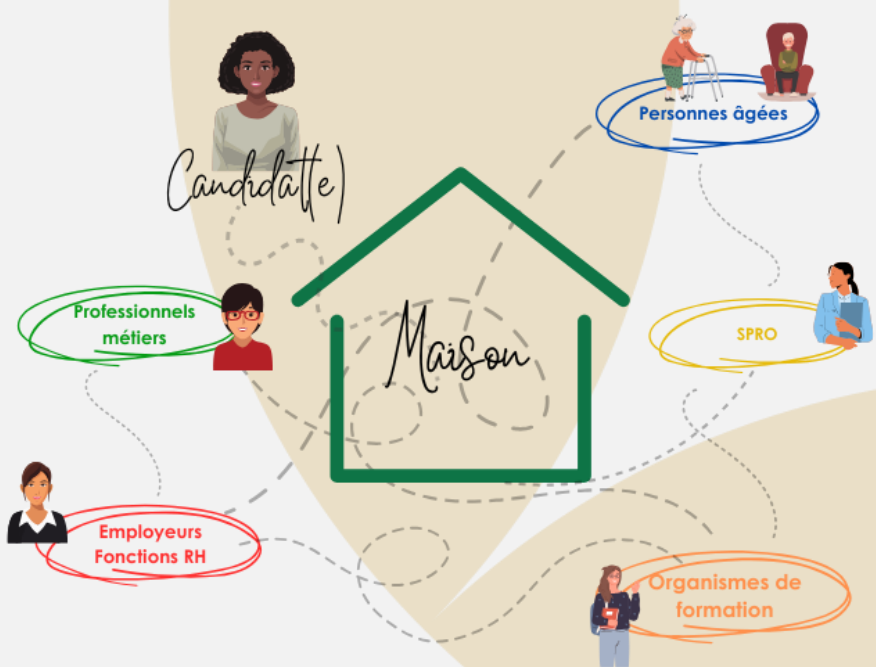 Candidat(e)
Personnes âgées
Professionnels
métiers
Maison
SPRO
Employeurs
Fonctions RH
Organismes de
formation